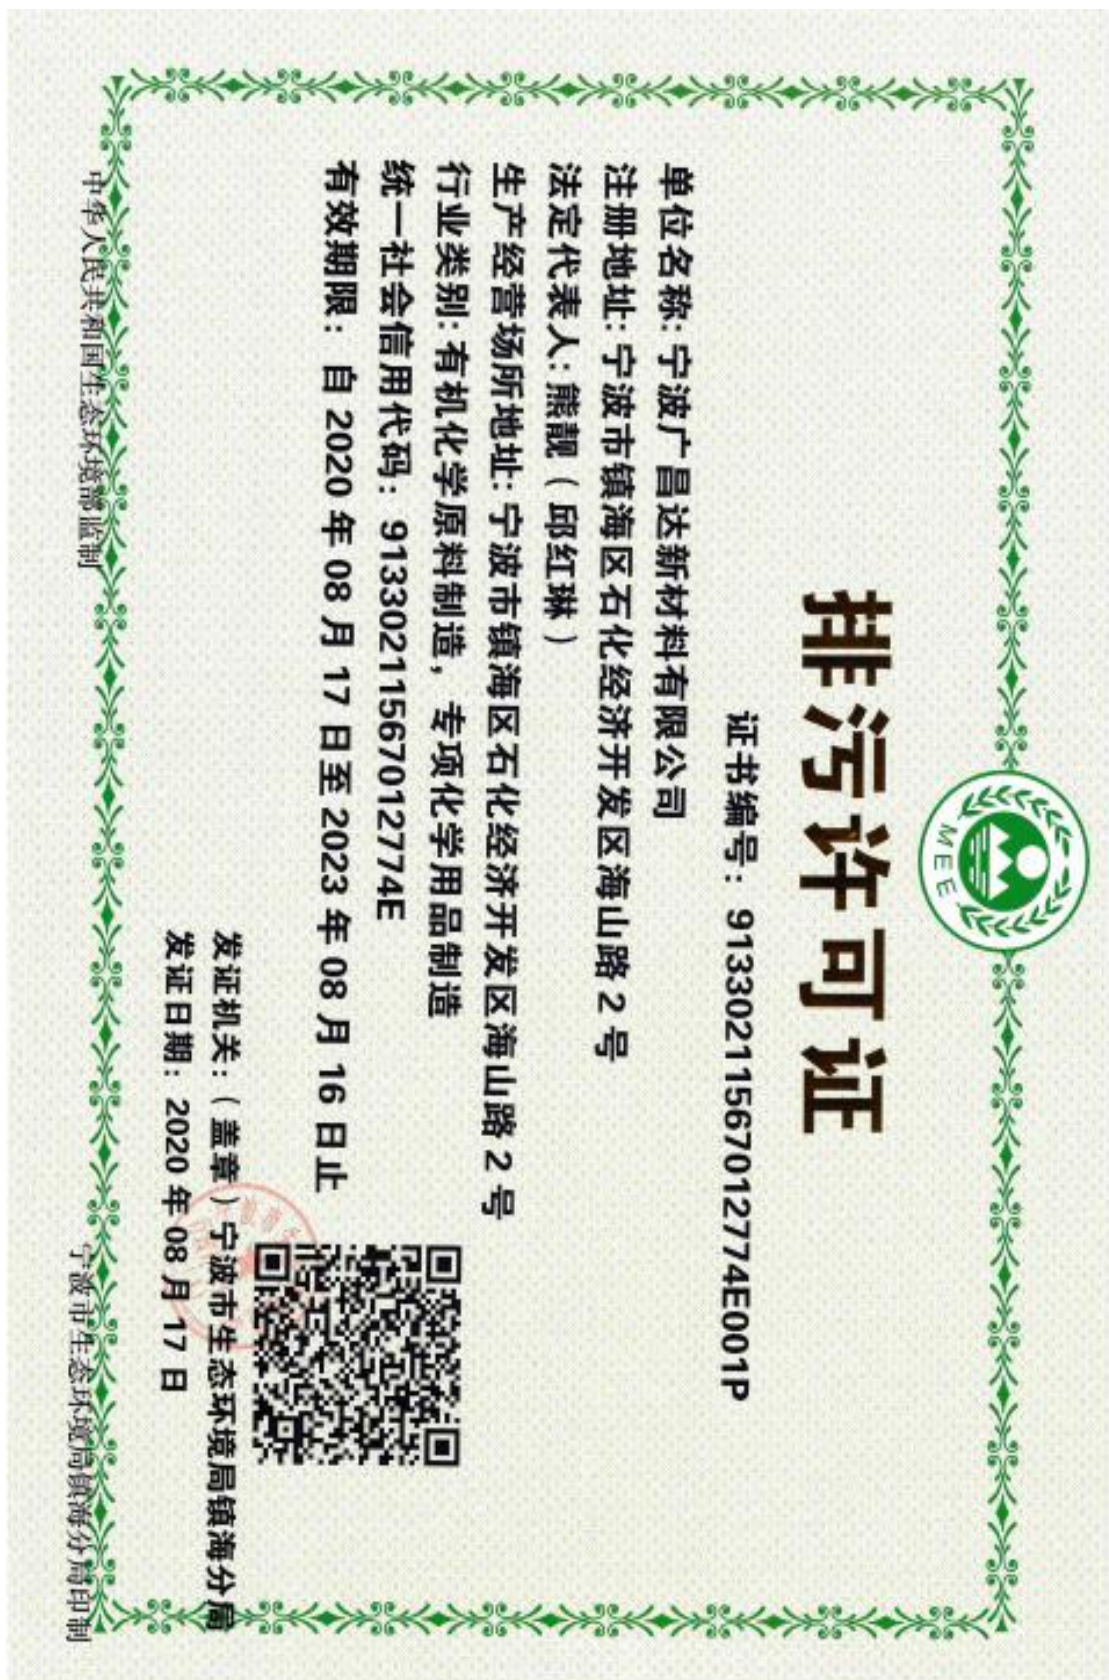 MEE
排污许可证
证书编号：91330211567012774E001P
单位名称：宁波广昌达新材料有限公司
注册地址：宁波市镇海区石化经济开发区海山路2号
法定代表人：熊靓（邱红琳）
生产经营场所地址：宁波市镇海区石化经济开发区海山路2号
行业类别：有机化学原料制造，专项化学用品制造
统一社会信用代码：91330211567012774E
有效期限：自2020年08月17日至2023年08月16日止
发证机关：（盖章）宁波市生态环境局镇海分局
发证日期：2020年08月17日
中华人民共和国生态环境部监制
宁波市生态环境局镇海分局印制